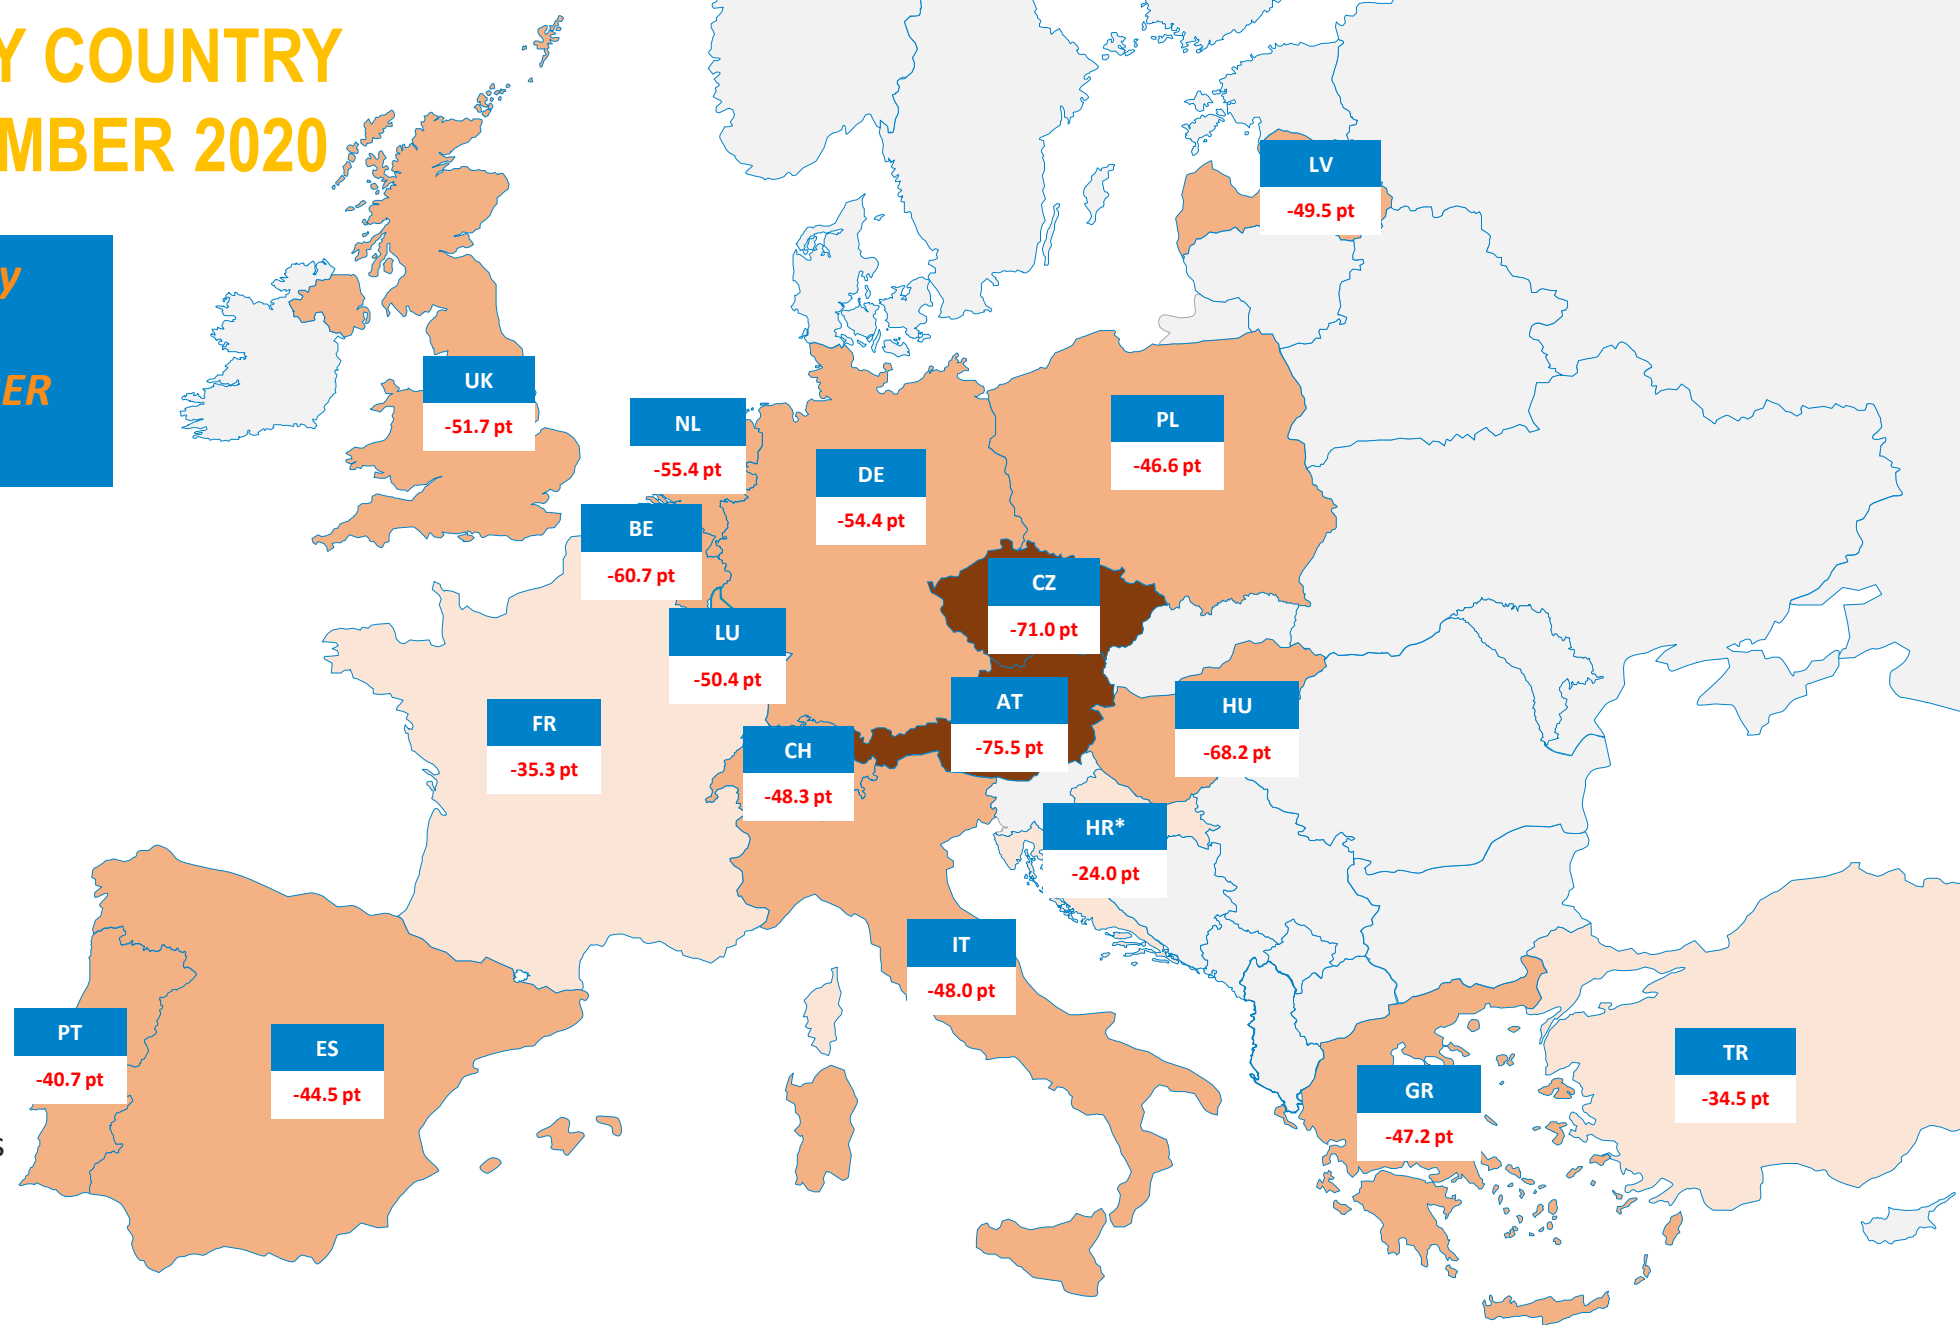 Y COUNTRY
MBER 2020
y
ER
LV
-49.5 pt
UK
-51.7 pt
NL
-55.4 pt
PL
-46.6 pt
DE
-54.4 pt
BE
-60.7 pt
CZ
-71.0 pt
LU
-50.4 pt
AT
-75.5 pt
HU
-68.2 pt
FR
-35.3 pt
CH
-48.3 pt
HR*
-24.0 pt
IT
-48.0 pt
PT
-40.7 pt
ES
-44.5 pt
TR
-34.5 pt
GR
-47.2 pt
s